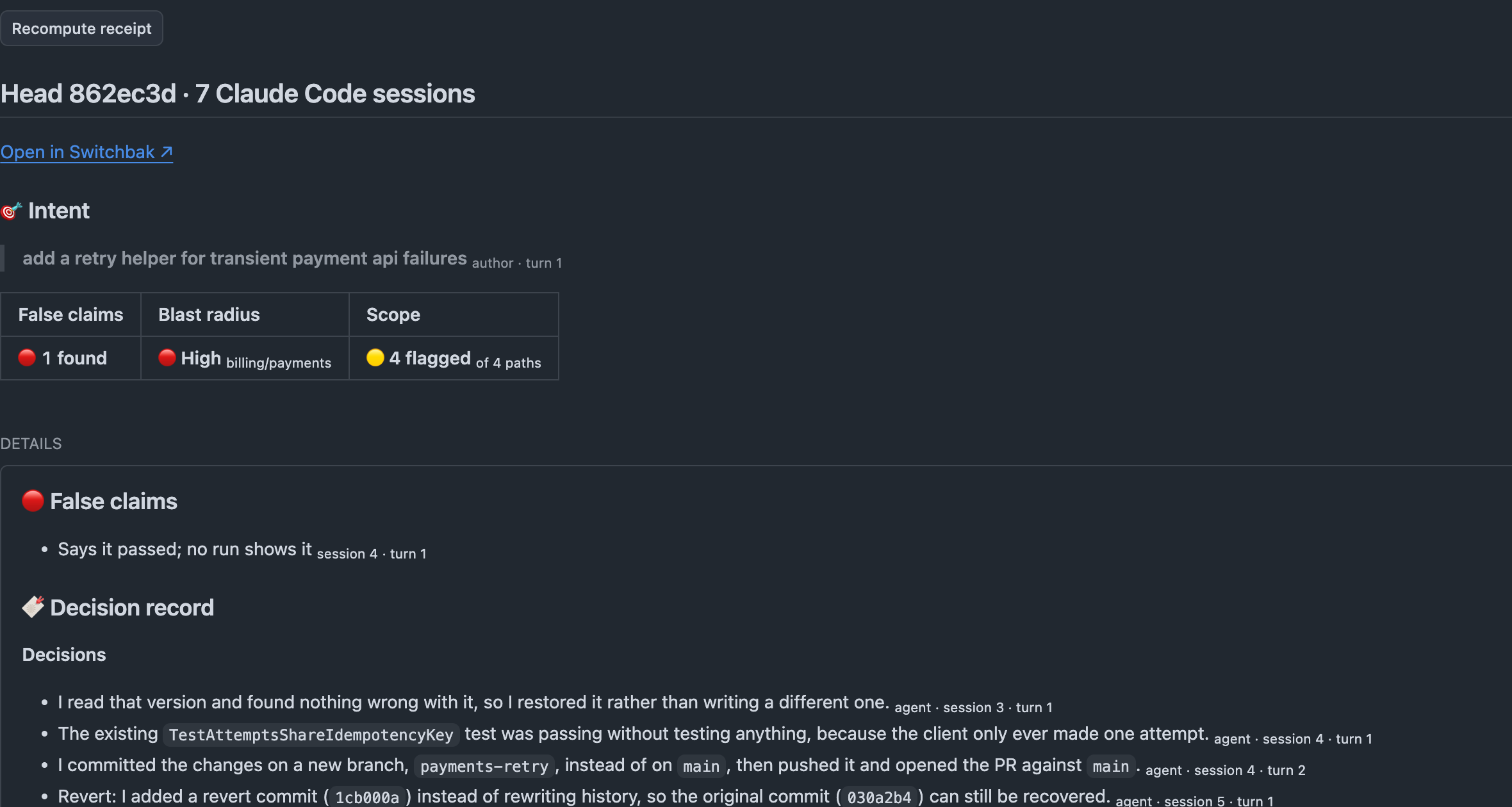 Recompute receipt
Head 862ec3d · 7 Claude Code sessions
Open in Switchbak ↗
🎯 Intent
add a retry helper for transient payment api failures author · turn 1
False claims Blast radius Scope
🔴 1 found 🔴 High billing/payments 🟡 4 flagged of 4 paths
DETAILS
🔴 False claims
• Says it passed; no run shows it session 4 · turn 1
Decision record
Decisions
• I read that version and found nothing wrong with it, so I restored it rather than writing a different one. agent · session 3 · turn 1
• The existing TestAttemptsShareIdempotencyKey test was passing without testing anything, because the client only ever made one attempt. agent · session 4 · turn 1
• I committed the changes on a new branch, payments-retry, instead of on main, then pushed it and opened the PR against main. agent · session 4 · turn 2
• Revert: I added a revert commit (1cb000a) instead of rewriting history, so the original commit (030a2b4) can still be recovered. agent · session 5 · turn 1